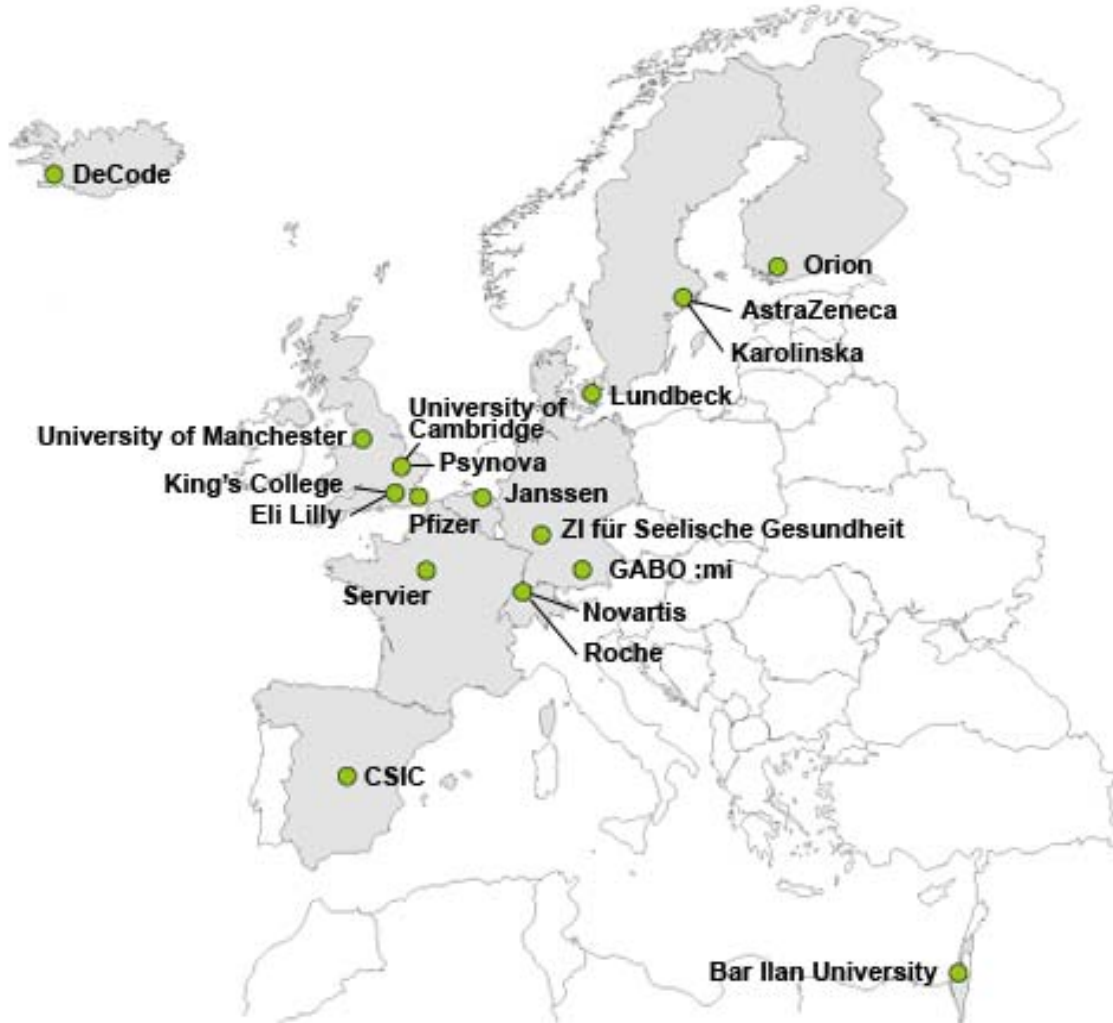 DeCode
Orion
AstraZeneca
Karolinska
Lundbeck
University of
Cambridge
University of Manchester
Psynova
King's College
Janssen
Eli Lilly
Pfizer
ZI für Seelische Gesundheit
GABO :mi
Servier
Novartis
Roche
CSIC
Bar Ilan University